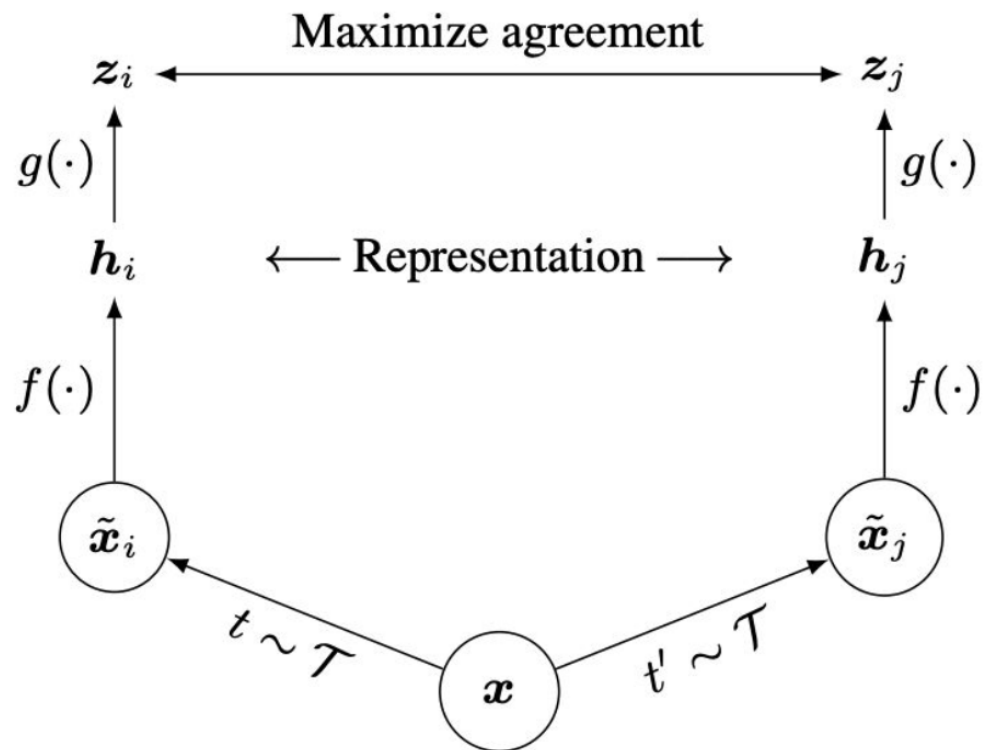 Maximize agreement
z_i z_j
g(·) g(·)
h_i ← Representation → h_j
f(·) f(·)
x̃_i x̃_j
t ∼ 𝒯 t′ ∼ 𝒯
x